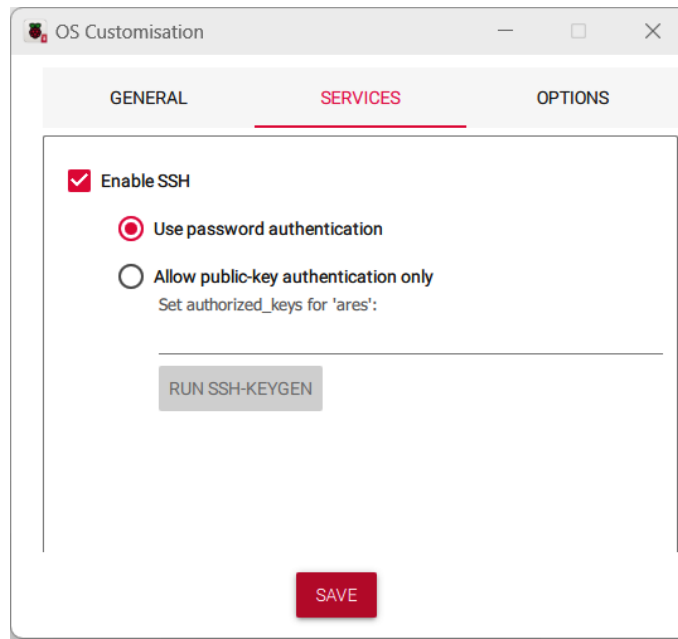 OS Customisation
GENERAL SERVICES OPTIONS
Enable SSH
Use password authentication
Allow public-key authentication only
Set authorized_keys for 'ares':
RUN SSH-KEYGEN
SAVE